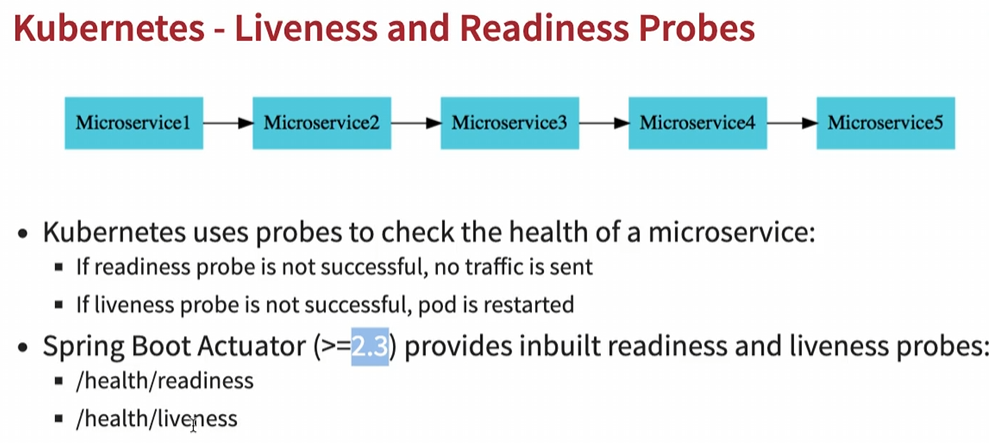 Kubernetes - Liveness and Readiness Probes
Microservice1 Microservice2 Microservice3 Microservice4 Microservice5
• Kubernetes uses probes to check the health of a microservice:
▪ If readiness probe is not successful, no traffic is sent
▪ If liveness probe is not successful, pod is restarted
• Spring Boot Actuator (>=2.3) provides inbuilt readiness and liveness probes:
▪ /health/readiness
▪ /health/liveness